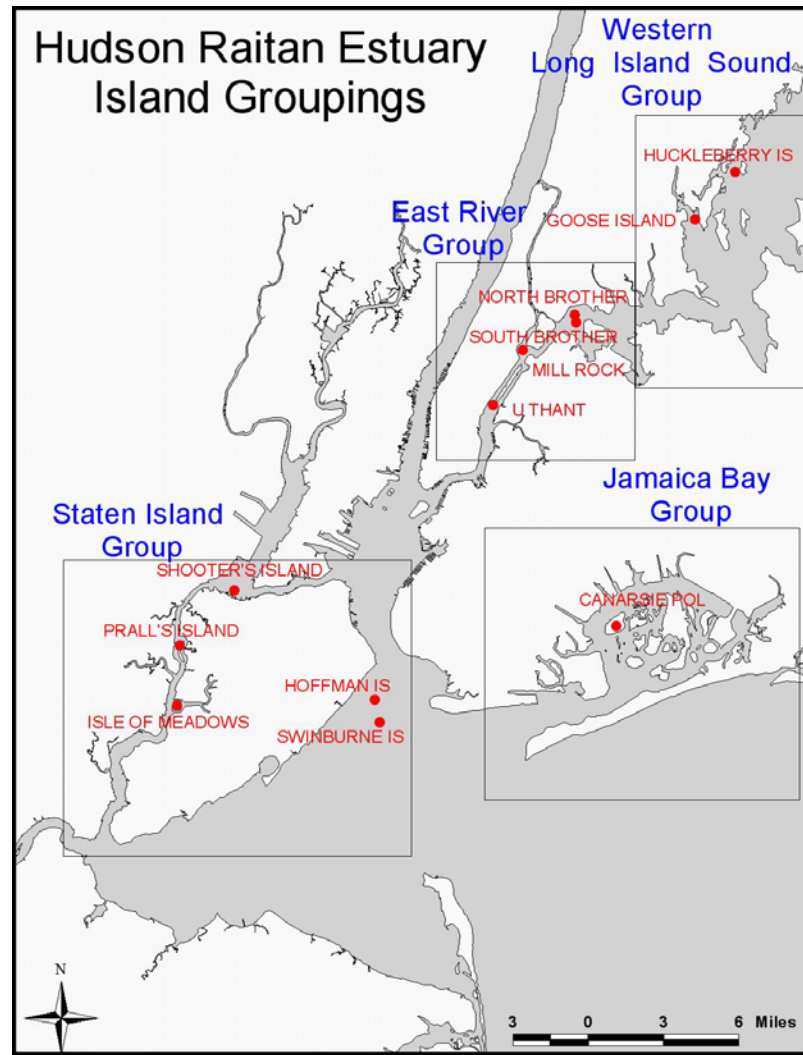 Hudson Raitan Estuary
Island Groupings
Western
Long Island Sound
Group
HUCKLEBERRY IS
GOOSE ISLAND
East River
Group
NORTH BROTHER
SOUTH BROTHER
MILL ROCK
U THANT
Jamaica Bay
Group
CANARSIE POL
Staten Island
Group
SHOOTER'S ISLAND
PRALL'S ISLAND
ISLE OF MEADOWS
HOFFMAN IS
SWINBURNE IS
N
3 0 3 6 Miles